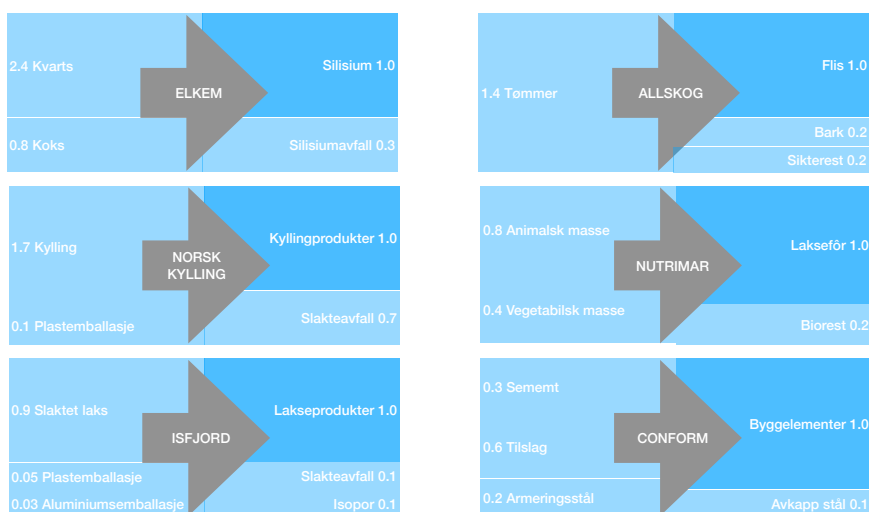 2.4 Kvarts
0.8 Koks
ELKEM
Silisium 1.0
Silisiumavfall 0.3
1.4 Tømmer
ALLSKOG
Flis 1.0
Bark 0.2
Sikterest 0.2
1.7 Kylling
0.1 Plastemballasje
NORSK
KYLLING
Kyllingprodukter 1.0
Slakteavfall 0.7
0.8 Animalsk masse
0.4 Vegetabilsk masse
NUTRIMAR
Laksefôr 1.0
Biorest 0.2
0.9 Slaktet laks
0.05 Plastemballasje
0.03 Aluminiumsemballasje
ISFJORD
Lakseprodukter 1.0
Slakteavfall 0.1
Isopor 0.1
0.3 Sememt
0.6 Tilslag
0.2 Armeringsstål
CONFORM
Byggelementer 1.0
Avkapp stål 0.1